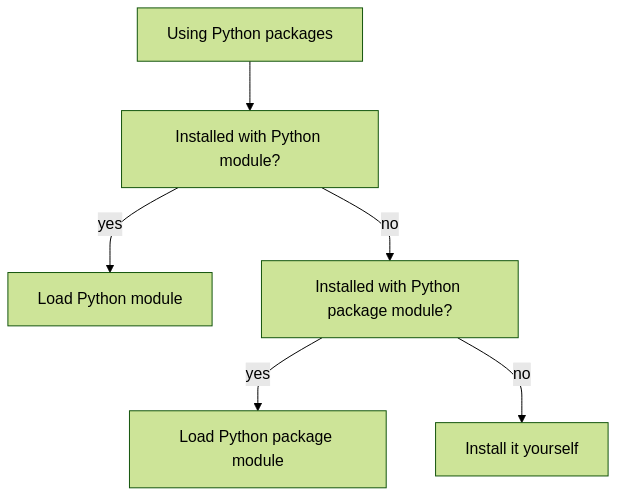 Using Python packages
Installed with Python
module?
yes
no
Load Python module
Installed with Python
package module?
yes
no
Load Python package
module
Install it yourself